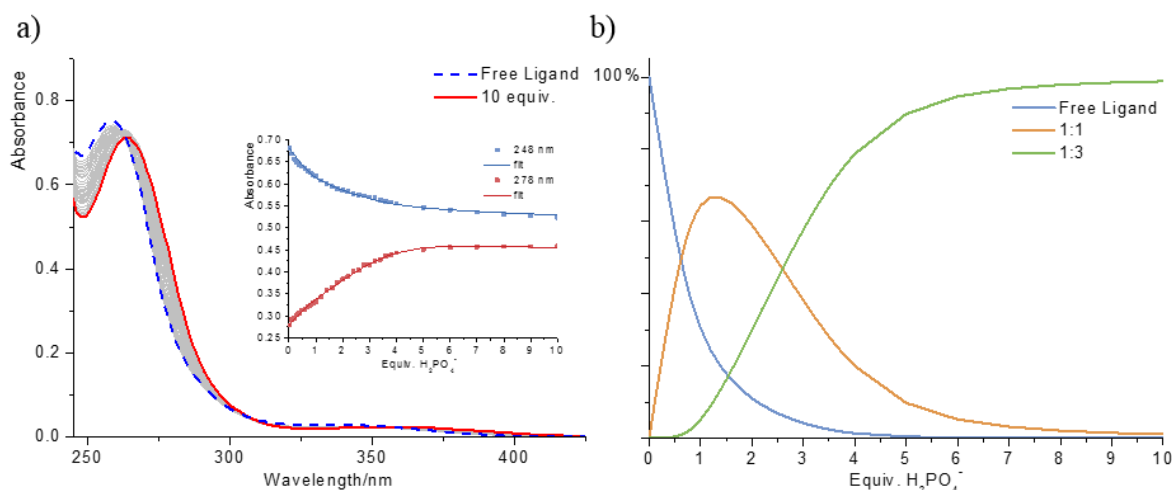 a)
Absorbance
0.8
0.6
0.4
0.2
0.0
250
300
350
400
Wavelength/nm
Free Ligand
10 equiv.
Absorbance
0.70
0.65
0.60
0.55
0.50
0.45
0.40
0.35
0.30
0.25
0 1 2 3 4 5 6 7 8 9 10
Equiv. H₂PO₄⁻
248 nm
fit
278 nm
fit
b)
100%
Free Ligand
1:1
1:3
0 1 2 3 4 5 6 7 8 9 10
Equiv. H₂PO₄⁻